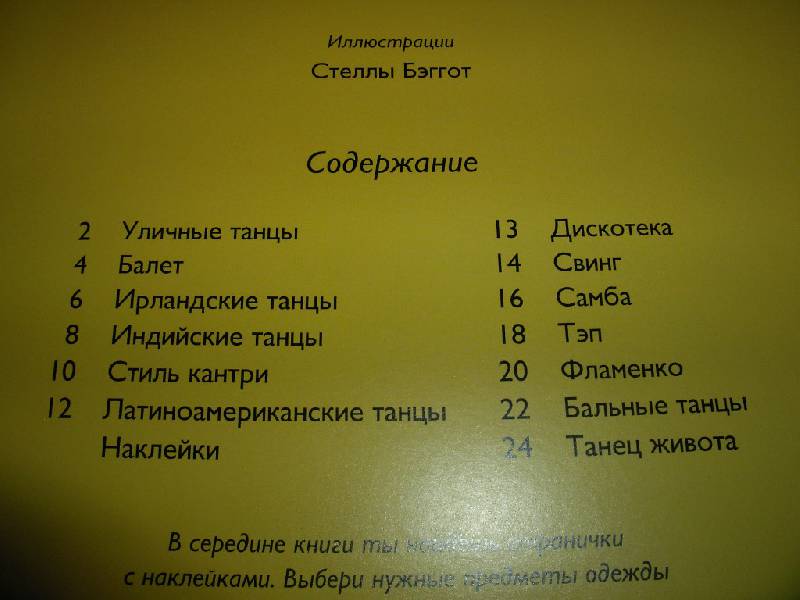 Иллюстрации
Стеллы Бэггот
Содержание
2 Уличные танцы
4 Балет
6 Ирландские танцы
8 Индийские танцы
10 Стиль кантри
12 Латиноамериканские танцы
Наклейки
13 Дискотека
14 Свинг
16 Самба
18 Тэп
20 Фламенко
22 Бальные танцы
24 Танец живота
В середине книги ты найдешь странички
с наклейками. Выбери нужные предметы одежды